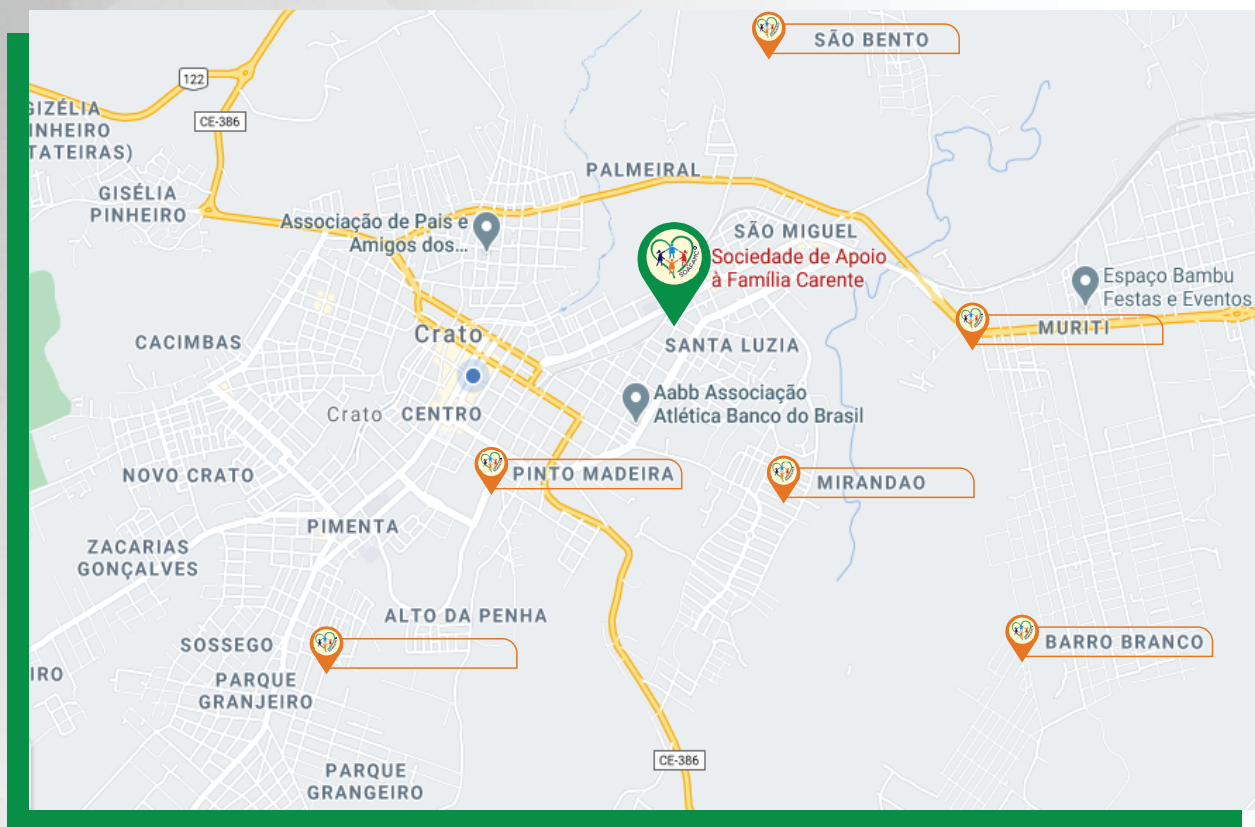 SÃO BENTO
122
GIZÉLIA
INHEIRO
TATEIRAS)
CE-386
PALMEIRAL
GISÉLIA
PINHEIRO
Associação de Pais e
Amigos dos...
SÃO MIGUEL
Sociedade de Apoio
à Família Carente
Espaço Bambu
Festas e Eventos
MURITI
Crato
CACIMBAS
SANTA LUZIA
Aabb Associação
Atlética Banco do Brasil
Crato
CENTRO
NOVO CRATO
PINTO MADEIRA
MIRANDAO
PIMENTA
ZACARIAS
GONÇALVES
ALTO DA PENHA
SOSSEGO
BARRO BRANCO
IRO
PARQUE
GRANJEIRO
CE-386
PARQUE
GRANGEIRO